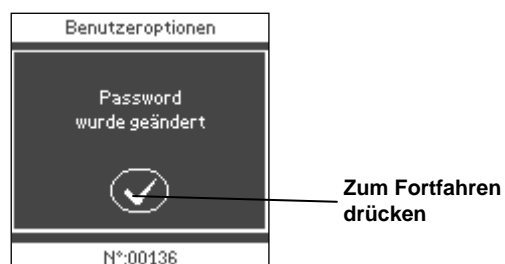 Benutzeroptionen
Password
wurde geändert
Zum Fortfahren
drücken
N°:00136